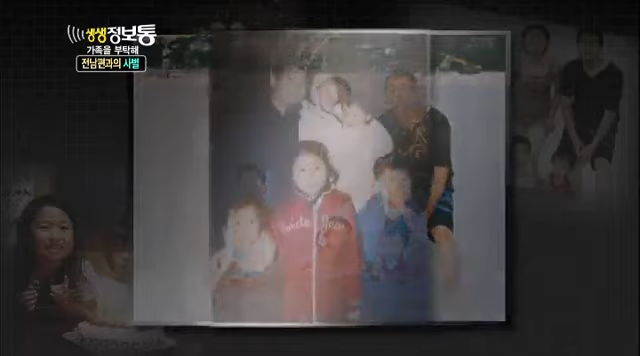 생생정보통
가족을 부탁해
전남편과의 사별